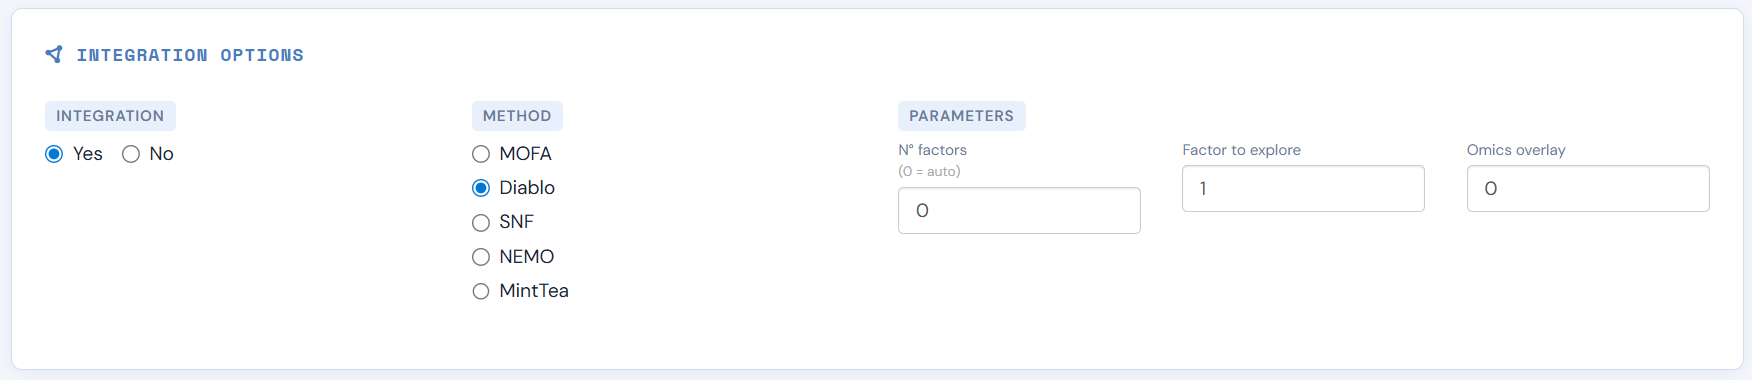 INTEGRATION OPTIONS
INTEGRATION
Yes No
METHOD
MOFA
Diablo
SNF
NEMO
MintTea
PARAMETERS
N° factors
(0 = auto)
0
Factor to explore
1
Omics overlay
0